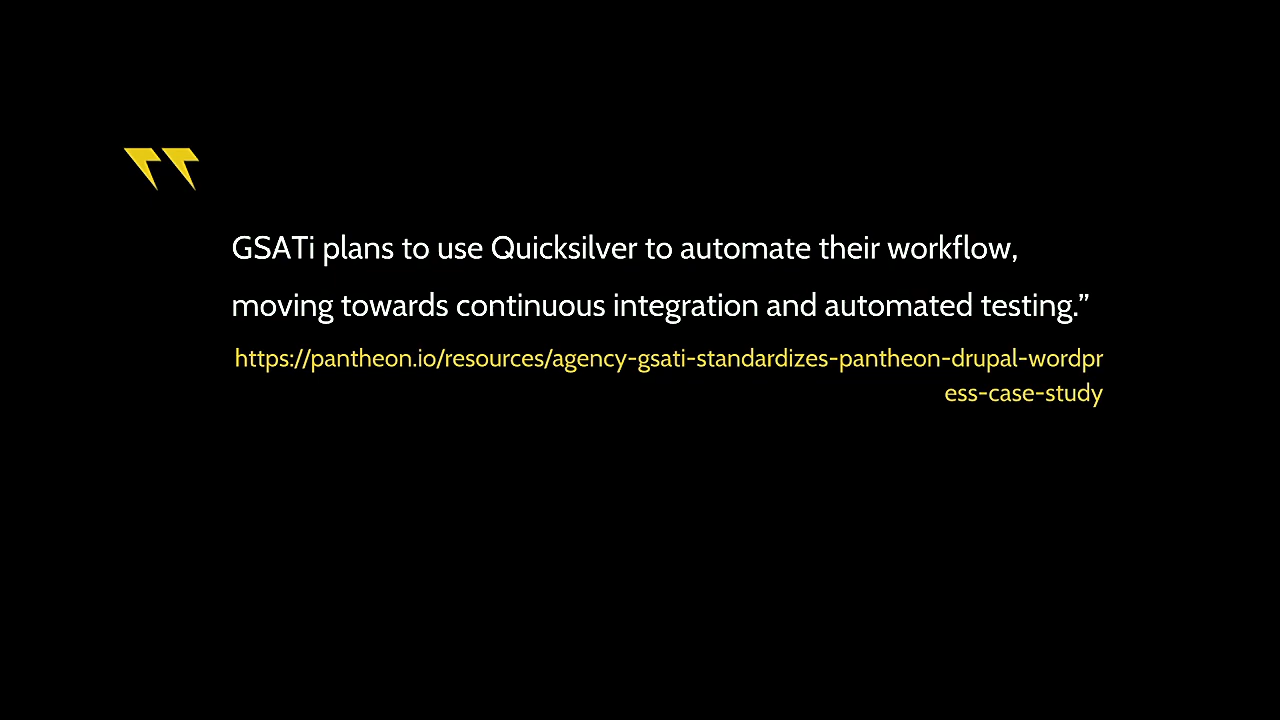 GSATi plans to use Quicksilver to automate their workflow,
moving towards continuous integration and automated testing.”
https://pantheon.io/resources/agency-gsati-standardizes-pantheon-drupal-wordpr
ess-case-study